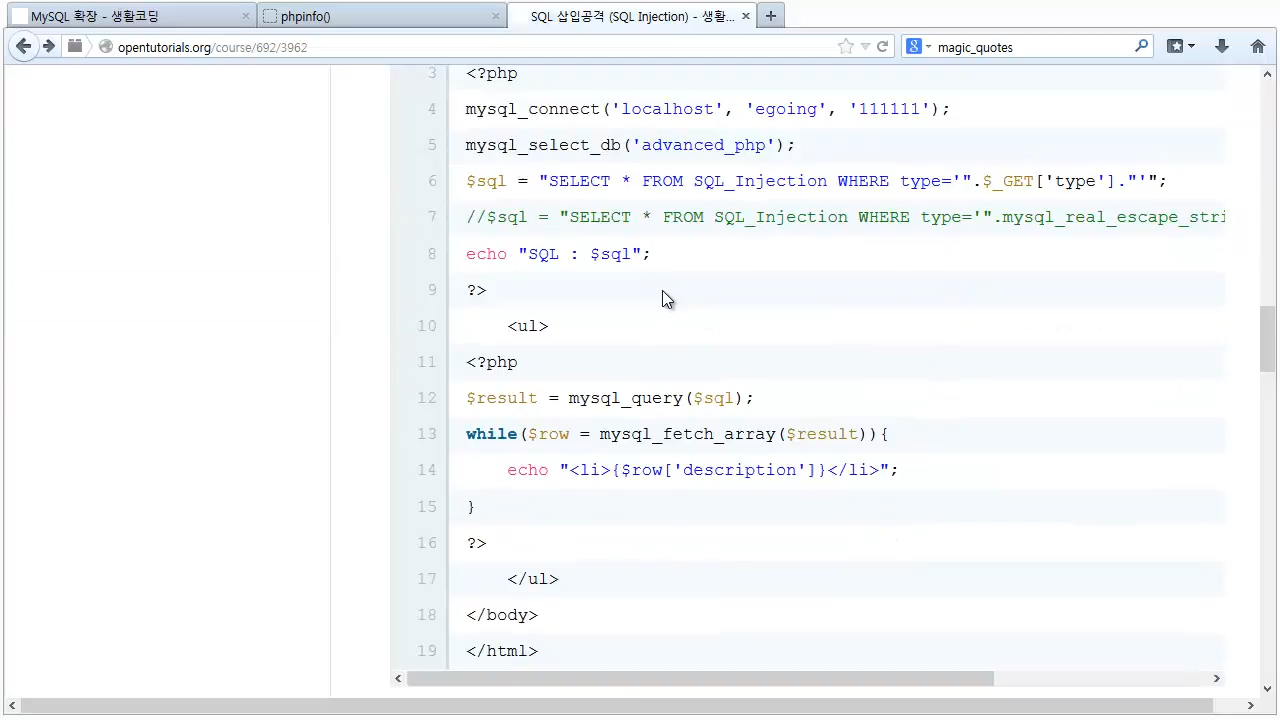 MySQL 확장 - 생활코딩
phpinfo()
SQL 삽입공격 (SQL Injection) - 생활...
opentutorials.org/course/692/3962
magic_quotes
3 <?php
4 mysql_connect('localhost', 'egoing', '111111');
5 mysql_select_db('advanced_php');
6 $sql = "SELECT * FROM SQL_Injection WHERE type='".$_GET['type']."'";
7 //$sql = "SELECT * FROM SQL_Injection WHERE type='".mysql_real_escape_stri
8 echo "SQL : $sql";
9 ?>
10 <ul>
11 <?php
12 $result = mysql_query($sql);
13 while($row = mysql_fetch_array($result)){
14 echo "<li>{$row['description']}</li>";
15 }
16 ?>
17 </ul>
18 </body>
19 </html>